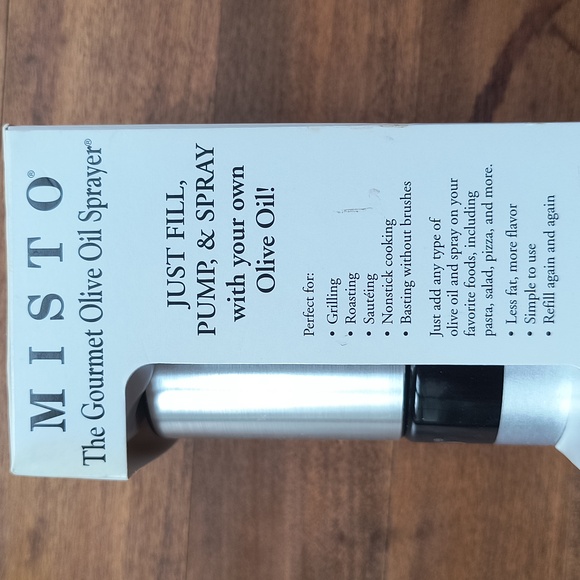 MISTO®
The Gourmet Olive Oil Sprayer®
JUST FILL,
PUMP, & SPRAY
with your own
Olive Oil!
Perfect for:
• Grilling
• Roasting
• Sautéing
• Nonstick cooking
• Basting without brushes
Just add any type of
olive oil and spray on your
favorite foods, including
pasta, salad, pizza, and more.
• Less fat, more flavor
• Simple to use
• Refill again and again